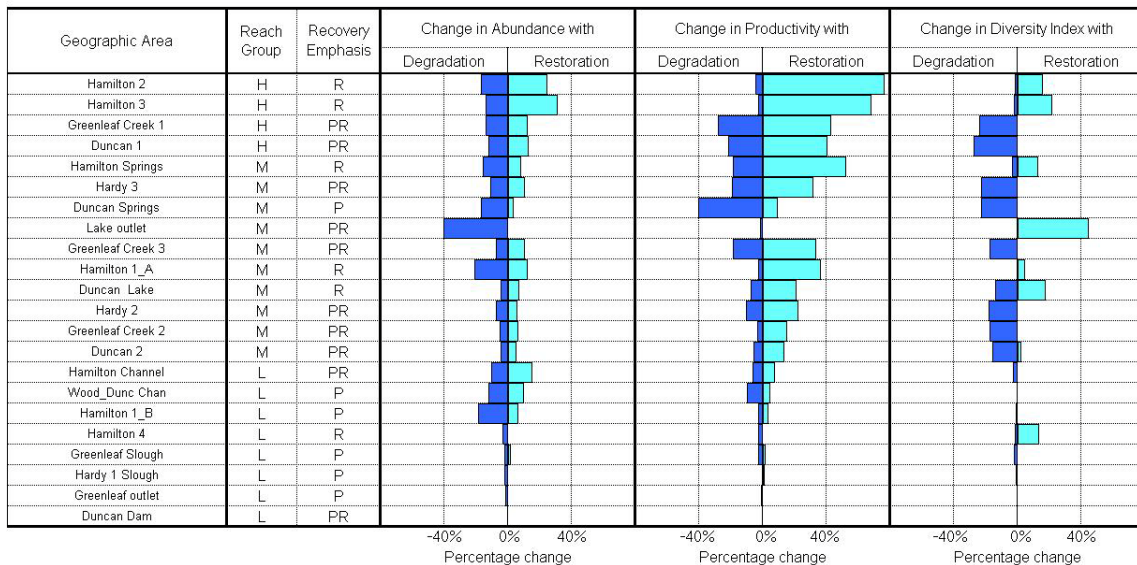 Geographic Area Reach Group Recovery Emphasis Change in Abundance with Change in Productivity with Change in Diversity Index with
Degradation Restoration Degradation Restoration Degradation Restoration
Hamilton 2 H R
Hamilton 3 H R
Greenleaf Creek 1 H PR
Duncan 1 H PR
Hamilton Springs M R
Hardy 3 M PR
Duncan Springs M P
Lake outlet M PR
Greenleaf Creek 3 M PR
Hamilton 1_A M R
Duncan Lake M R
Hardy 2 M PR
Greenleaf Creek 2 M PR
Duncan 2 M PR
Hamilton Channel L PR
Wood_Dunc Chan L P
Hamilton 1_B L P
Hamilton 4 L R
Greenleaf Slough L P
Hardy 1 Slough L P
Greenleaf outlet L P
Duncan Dam L PR
-40% 0% 40% -40% 0% 40% -40% 0% 40%
Percentage change Percentage change Percentage change